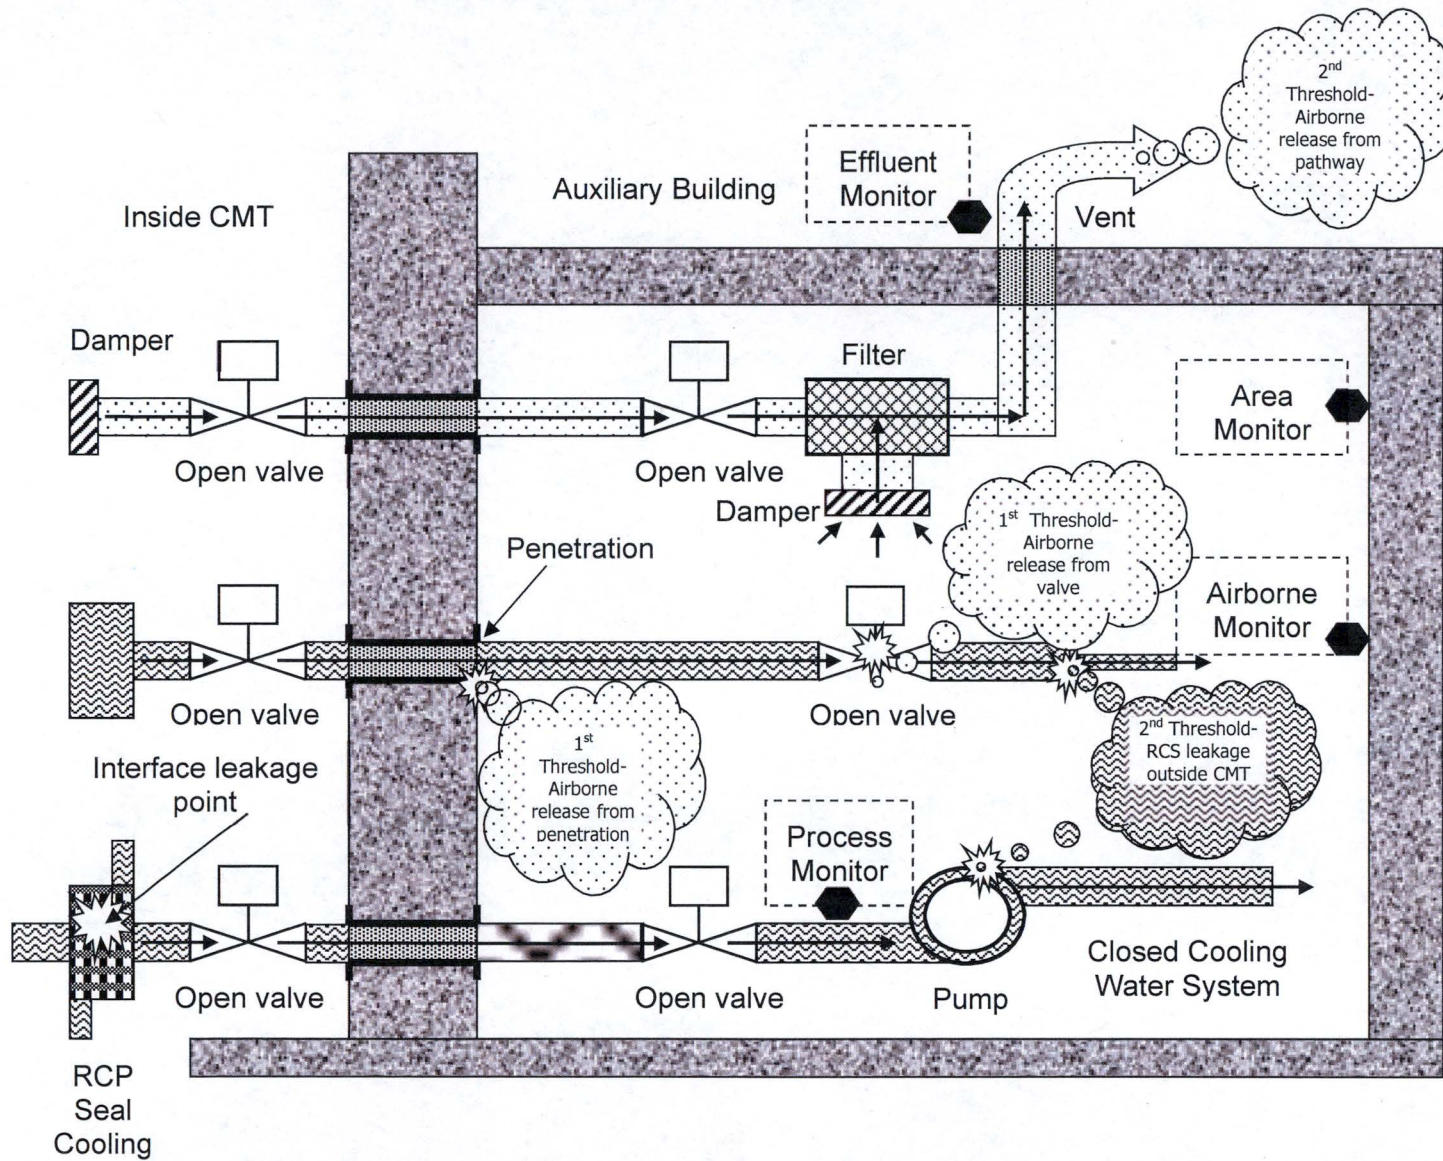 2nd
Threshold-
Airborne
release from
pathway
Effluent
Monitor
Auxiliary Building
Inside CMT
Vent
Damper
Filter
Area
Monitor
Open valve
Open valve
Damper
1st Threshold-
Airborne
release from
valve
Penetration
Airborne
Monitor
Open valve
Open valve
2nd Threshold-
RCS leakage
outside CMT
Interface leakage
point
1st
Threshold-
Airborne
release from
penetration
Process
Monitor
Open valve
Open valve
Pump
Closed Cooling
Water System
RCP
Seal
Cooling